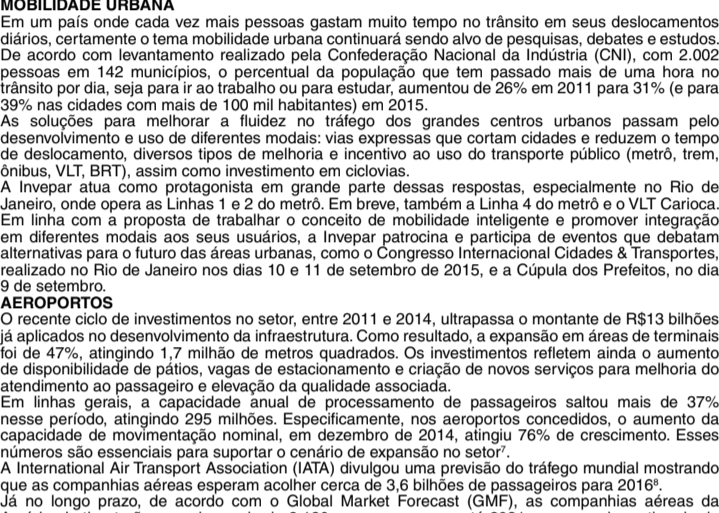 MOBILIDADE URBANA
Em um país onde cada vez mais pessoas gastam muito tempo no trânsito em seus deslocamentos
diários, certamente o tema mobilidade urbana continuará sendo alvo de pesquisas, debates e estudos.
De acordo com levantamento realizado pela Confederação Nacional da Indústria (CNI), com 2.002
pessoas em 142 municípios, o percentual da população que tem passado mais de uma hora no
trânsito por dia, seja para ir ao trabalho ou para estudar, aumentou de 26% em 2011 para 31% (e para
39% nas cidades com mais de 100 mil habitantes) em 2015.
As soluções para melhorar a fluidez no tráfego dos grandes centros urbanos passam pelo
desenvolvimento e uso de diferentes modais: vias expressas que cortam cidades e reduzem o tempo
de deslocamento, diversos tipos de melhoria e incentivo ao uso do transporte público (metrô, trem,
ônibus, VLT, BRT), assim como investimento em ciclovias.
A Invepar atua como protagonista em grande parte dessas respostas, especialmente no Rio de
Janeiro, onde opera as Linhas 1 e 2 do metrô. Em breve, também a Linha 4 do metrô e o VLT Carioca.
Em linha com a proposta de trabalhar o conceito de mobilidade inteligente e promover integração
em diferentes modais aos seus usuários, a Invepar patrocina e participa de eventos que debatam
alternativas para o futuro das áreas urbanas, como o Congresso Internacional Cidades & Transportes,
realizado no Rio de Janeiro nos dias 10 e 11 de setembro de 2015, e a Cúpula dos Prefeitos, no dia
9 de setembro.
AEROPORTOS
O recente ciclo de investimentos no setor, entre 2011 e 2014, ultrapassa o montante de R$13 bilhões
já aplicados no desenvolvimento da infraestrutura. Como resultado, a expansão em áreas de terminais
foi de 47%, atingindo 1,7 milhão de metros quadrados. Os investimentos refletem ainda o aumento
de disponibilidade de pátios, vagas de estacionamento e criação de novos serviços para melhoria do
atendimento ao passageiro e elevação da qualidade associada.
Em linhas gerais, a capacidade anual de processamento de passageiros saltou mais de 37%
nesse período, atingindo 295 milhões. Especificamente, nos aeroportos concedidos, o aumento da
capacidade de movimentação nominal, em dezembro de 2014, atingiu 76% de crescimento. Esses
números são essenciais para suportar o cenário de expansão no setor⁷.
A International Air Transport Association (IATA) divulgou uma previsão do tráfego mundial mostrando
que as companhias aéreas esperam acolher cerca de 3,6 bilhões de passageiros para 2016⁸.
Já no longo prazo, de acordo com o Global Market Forecast (GMF), as companhias aéreas da